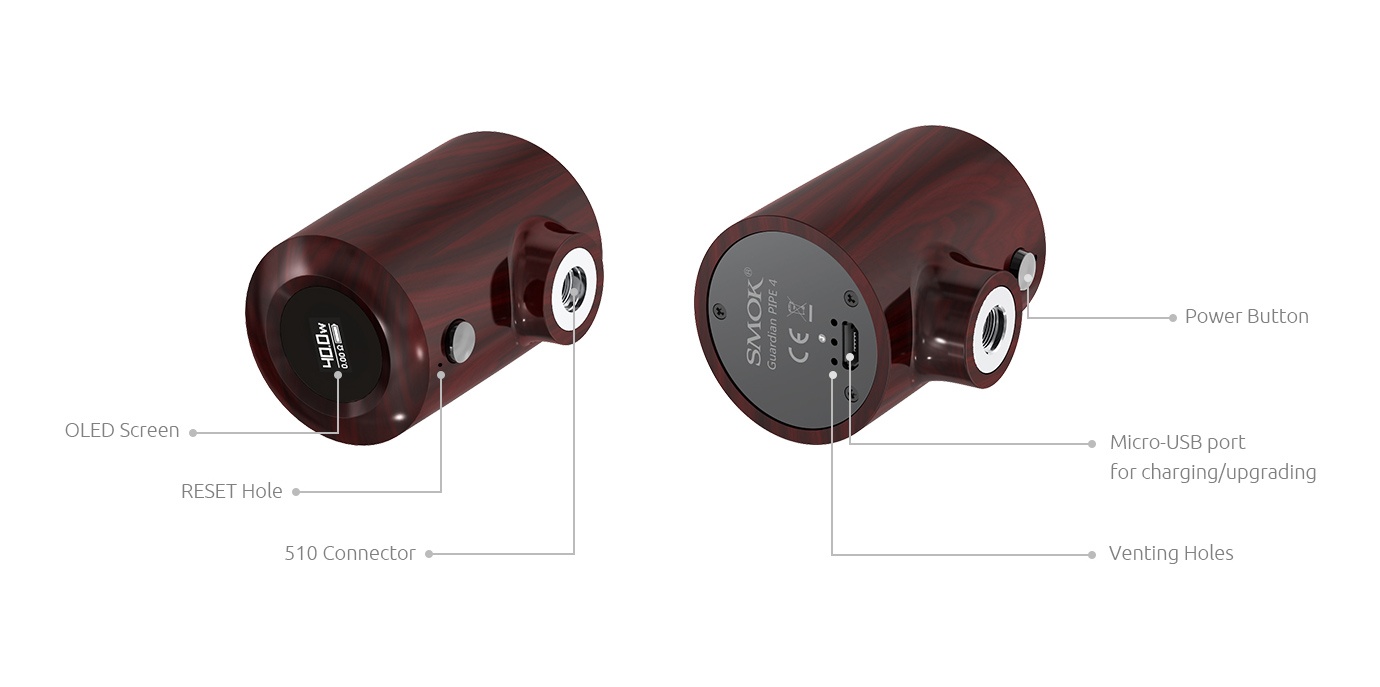 40.0W
0.00 Ω
OLED Screen
RESET Hole
510 Connector
SMOK®
Guardian PIPE 4
CE
Power Button
Micro-USB port
for charging/upgrading
Venting Holes